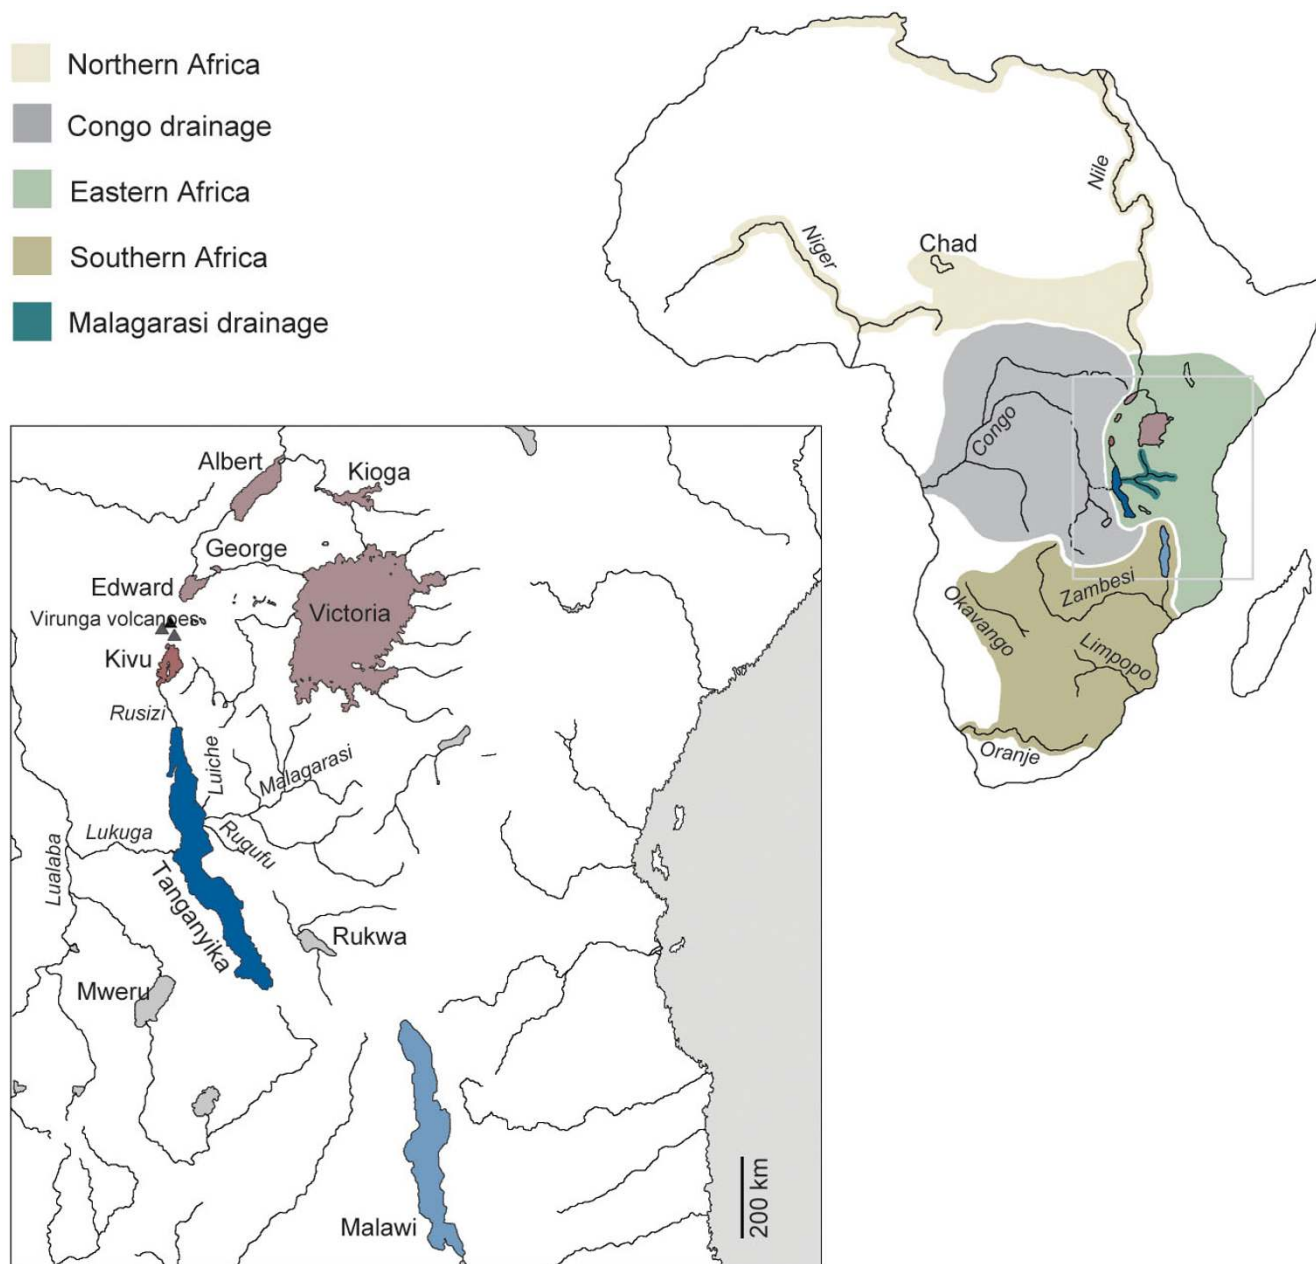 Northern Africa
Congo drainage
Eastern Africa
Southern Africa
Malagarasi drainage
Nile
Niger
Chad
Congo
Zambesi
Okavango
Limpopo
Oranje
Albert
Kioga
George
Edward
Victoria
Virunga volcanoes
Kivu
Rusizi
Luiche
Malagarasi
Lukuga
Rugufu
Lualaba
Tanganyika
Rukwa
Mweru
Malawi
200 km